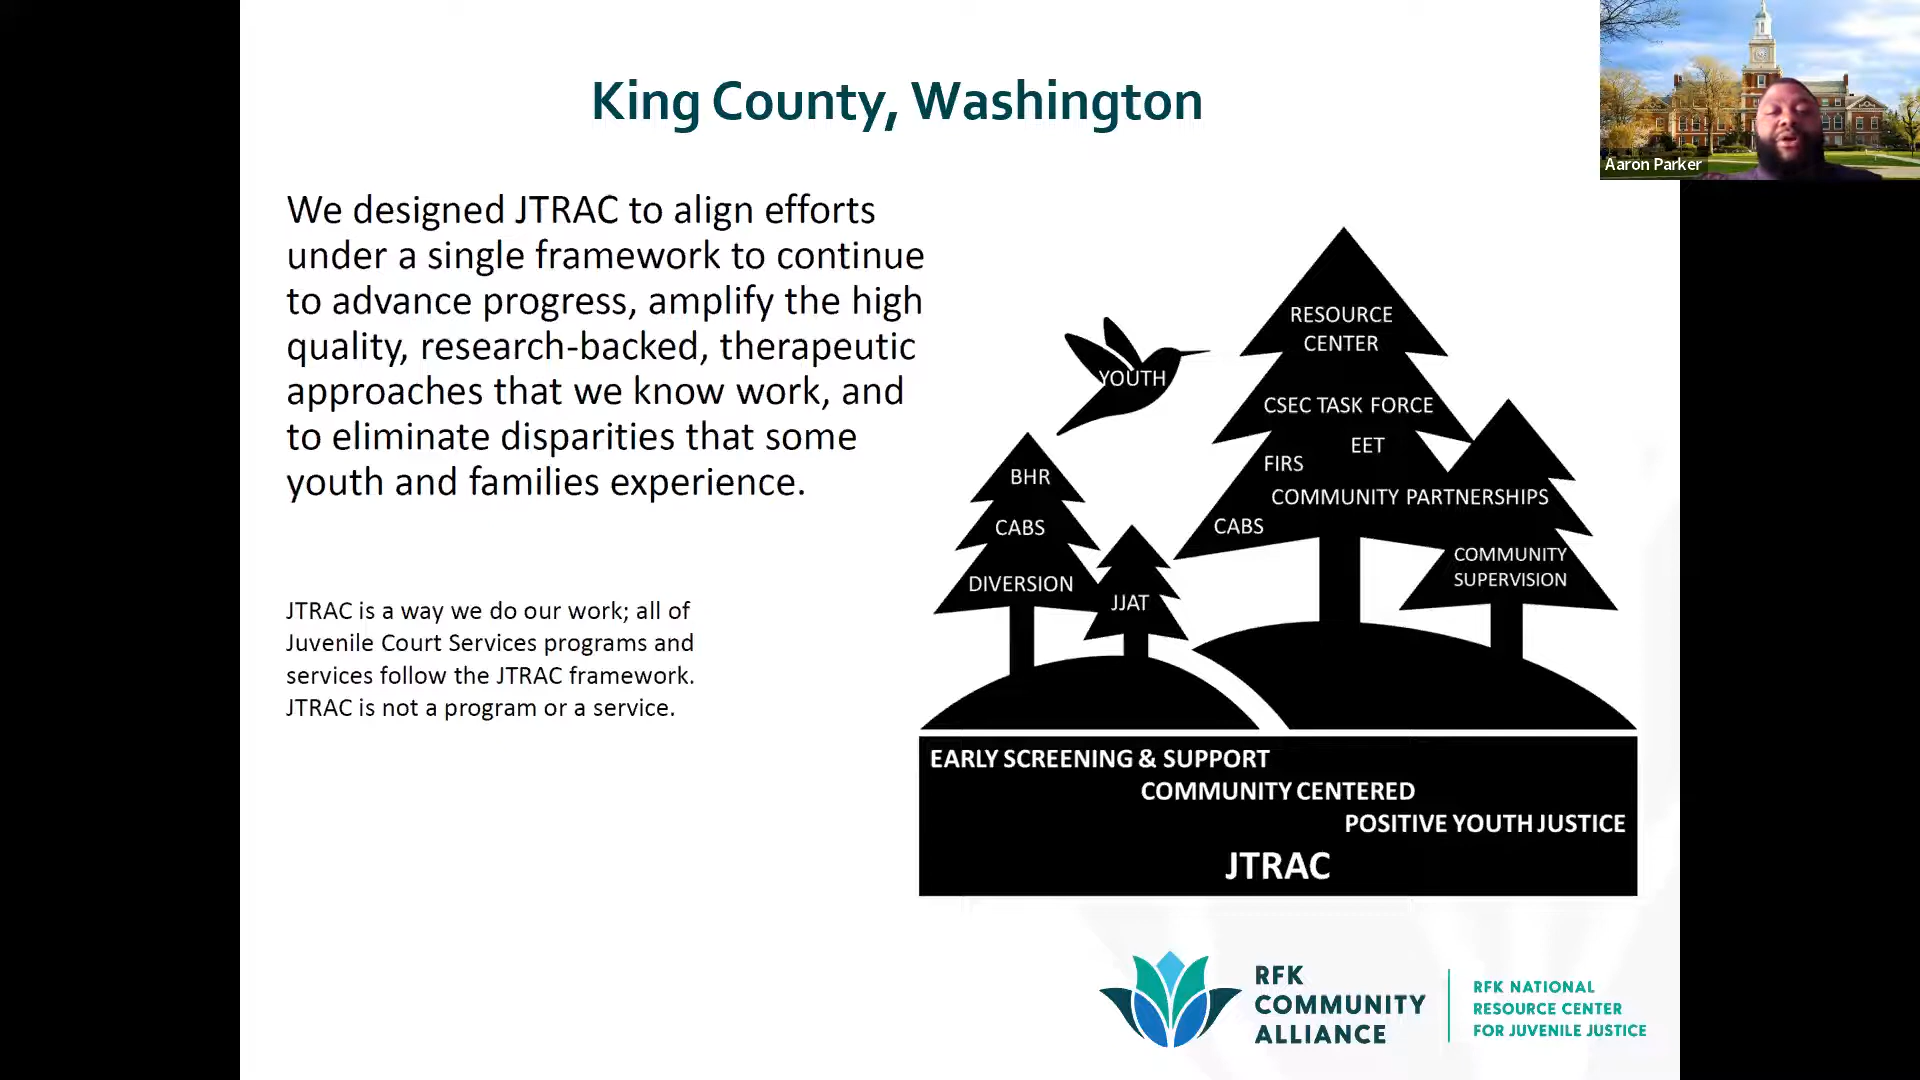 King County, Washington
Aaron Parker
We designed JTRAC to align efforts
under a single framework to continue
to advance progress, amplify the high
quality, research-backed, therapeutic
approaches that we know work, and
to eliminate disparities that some
youth and families experience.
JTRAC is a way we do our work; all of
Juvenile Court Services programs and
services follow the JTRAC framework.
JTRAC is not a program or a service.
YOUTH
BHR
CABS
DIVERSION
JJAT
RESOURCE
CENTER
CSEC TASK FORCE
EET
FIRS
COMMUNITY PARTNERSHIPS
CABS
COMMUNITY
SUPERVISION
EARLY SCREENING & SUPPORT
COMMUNITY CENTERED
POSITIVE YOUTH JUSTICE
JTRAC
RFK
COMMUNITY
ALLIANCE
RFK NATIONAL
RESOURCE CENTER
FOR JUVENILE JUSTICE